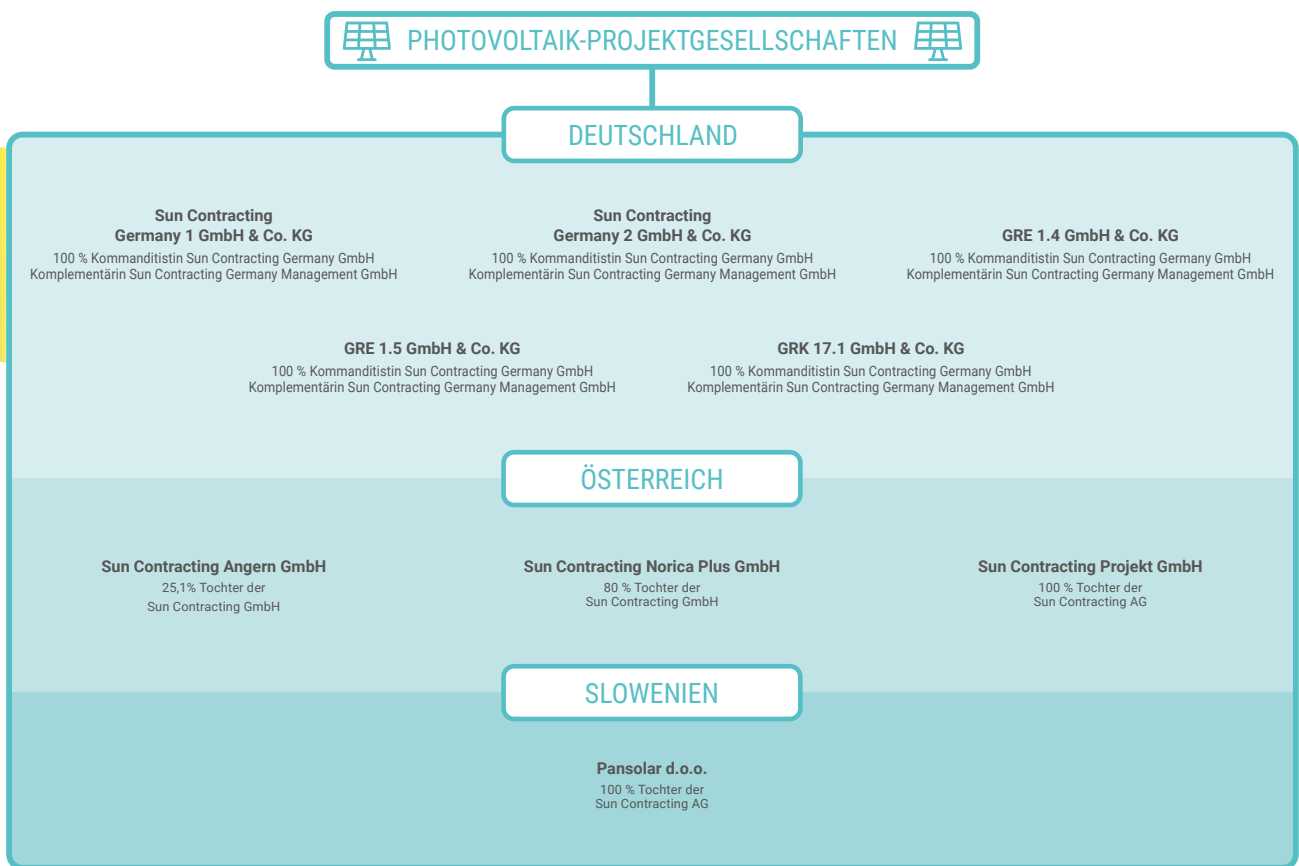 PHOTOVOLTAIK-PROJEKTGESELLSCHAFTEN
DEUTSCHLAND
Sun Contracting
Germany 1 GmbH & Co. KG
100 % Kommanditistin Sun Contracting Germany GmbH
Komplementärin Sun Contracting Germany Management GmbH
Sun Contracting
Germany 2 GmbH & Co. KG
100 % Kommanditistin Sun Contracting Germany GmbH
Komplementärin Sun Contracting Germany Management GmbH
GRE 1.4 GmbH & Co. KG
100 % Kommanditistin Sun Contracting Germany GmbH
Komplementärin Sun Contracting Germany Management GmbH
GRE 1.5 GmbH & Co. KG
100 % Kommanditistin Sun Contracting Germany GmbH
Komplementärin Sun Contracting Germany Management GmbH
GRK 17.1 GmbH & Co. KG
100 % Kommanditistin Sun Contracting Germany GmbH
Komplementärin Sun Contracting Germany Management GmbH
ÖSTERREICH
Sun Contracting Angern GmbH
25,1% Tochter der
Sun Contracting GmbH
Sun Contracting Norica Plus GmbH
80 % Tochter der
Sun Contracting GmbH
Sun Contracting Projekt GmbH
100 % Tochter der
Sun Contracting AG
SLOWENIEN
Pansolar d.o.o.
100 % Tochter der
Sun Contracting AG